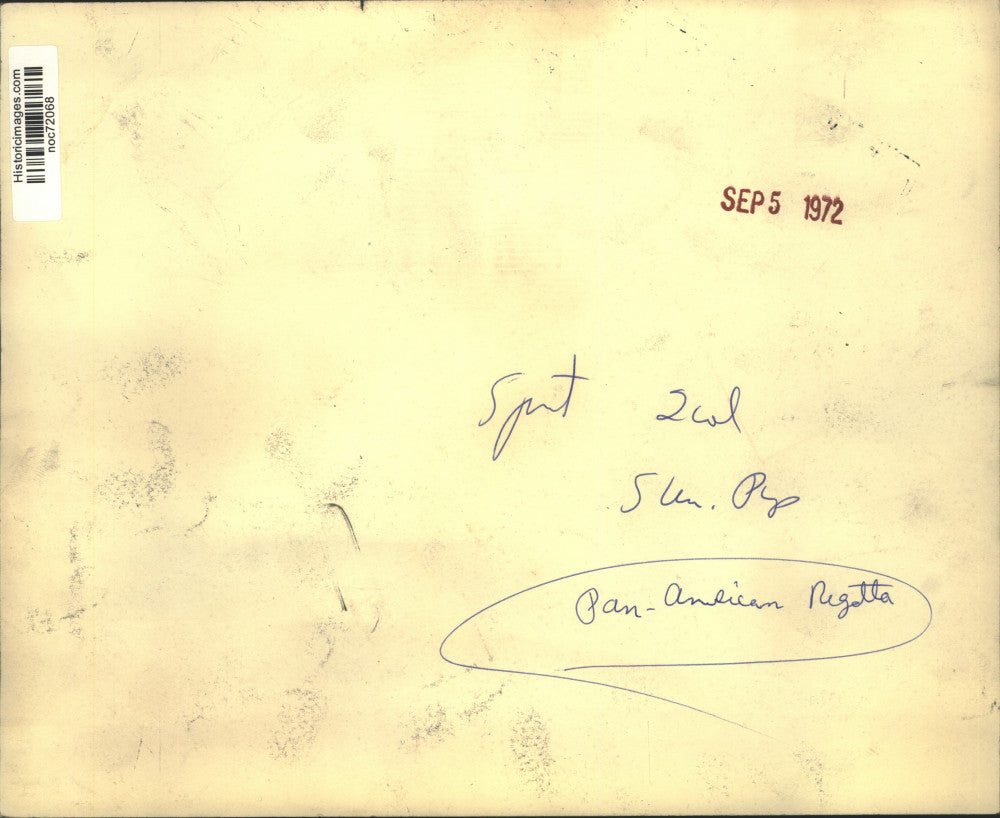 Historicimages.com
noc72068
SEP 5 1972
Sport 2col
Pan-American Regatta